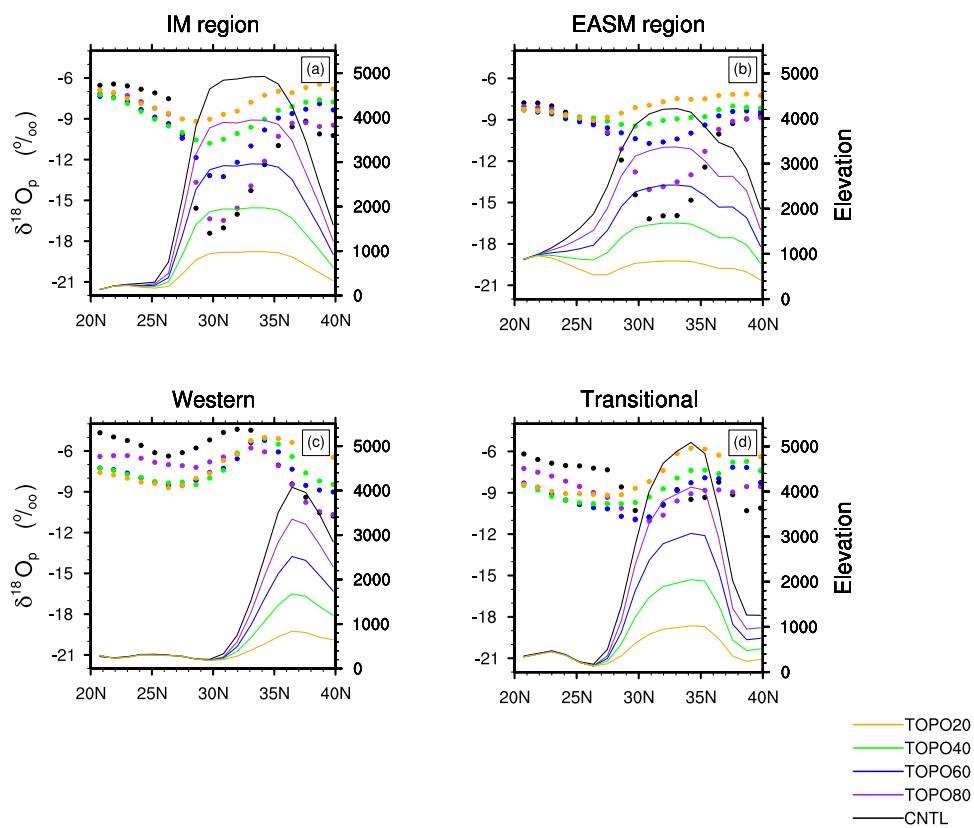 IM region
(a)
-6
-9
-12
-15
-18
-21
5000
4000
3000
2000
1000
0
20N 25N 30N 35N 40N
δ18Op (o/oo)
EASM region
(b)
-6
-9
-12
-15
-18
-21
5000
4000
3000
2000
1000
0
20N 25N 30N 35N 40N
Elevation
Western
(c)
-6
-9
-12
-15
-18
-21
5000
4000
3000
2000
1000
0
20N 25N 30N 35N 40N
δ18Op (o/oo)
Transitional
(d)
-6
-9
-12
-15
-18
-21
5000
4000
3000
2000
1000
0
20N 25N 30N 35N 40N
Elevation
TOPO20
TOPO40
TOPO60
TOPO80
CNTL